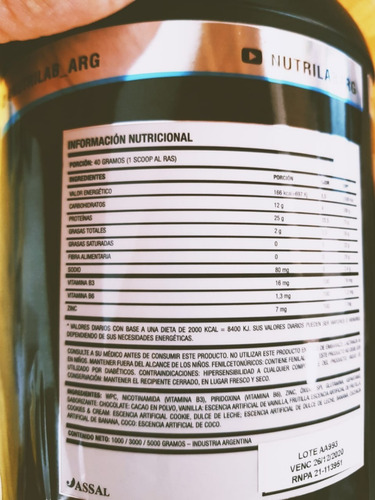 LAB_ARG
NUTRILA RG
INFORMACIÓN NUTRICIONAL
PORCIÓN: 40 GRAMOS (1 SCOOP AL RAS)
INGREDIENTES PORCIÓN
VALOR ENERGÉTICO 166
CARBOHIDRATOS 12 g
PROTEÍNAS 25 g
GRASAS TOTALES 2 g
GRASAS SATURADAS 0
FIBRA ALIMENTARIA 0
SODIO 80 mg
VITAMINA B3 16 mg
VITAMINA B6 1,3 mg
ZINC 7 mg
* VALORES DIARIOS CON BASE A UNA DIETA DE 2000 KCAL = 8400 KJ. SUS VALORES DIARIOS PUEDEN SER
DEPENDIENDO DE SUS NECESIDADES ENERGÉTICAS.
CONSULTE A SU MÉDICO ANTES DE CONSUMIR ESTE PRODUCTO. NO UTILIZAR ESTE PRODUCTO
EN NIÑOS. MANTENER FUERA DEL ALCANCE DE LOS NIÑOS. FENILCETONÚRICOS: CONTIENE
UTILIZADO POR DIABÉTICOS. CONTRAINDICACIONES: HIPERSENSIBILIDAD A CUALQUIER
CONSERVACIÓN: MANTENER EL RECIPIENTE CERRADO, EN LUGAR FRESCO Y SECO.
INGREDIENTES: WPC, NICOTINAMIDA (VITAMINA B3), PIRIDOXINA (VITAMINA B6), ZINC,
SABORIZANTE. CHOCOLATE: CACAO EN POLVO, VAINILLA: ESCENCIA ARTIFICIAL DE VAINILLA, FRUTILLA:
COOKIES & CREAM: ESCENCIA ARTIFICIAL COOKIE, DULCE DE LECHE: ESCENCIA ARTIFICIAL DE DULCE DE LECHE, BANANA:
ARTIFICIAL DE BANANA, COCO: ESCENCIA ARTIFICIAL DE COCO.
CONTENIDO NETO: 1000 / 3000 / 5000 GRAMOS – INDUSTRIA ARGENTINA
ASSAL
LOTE AA993
VENC 26/12/2020
RNPA 21-113951